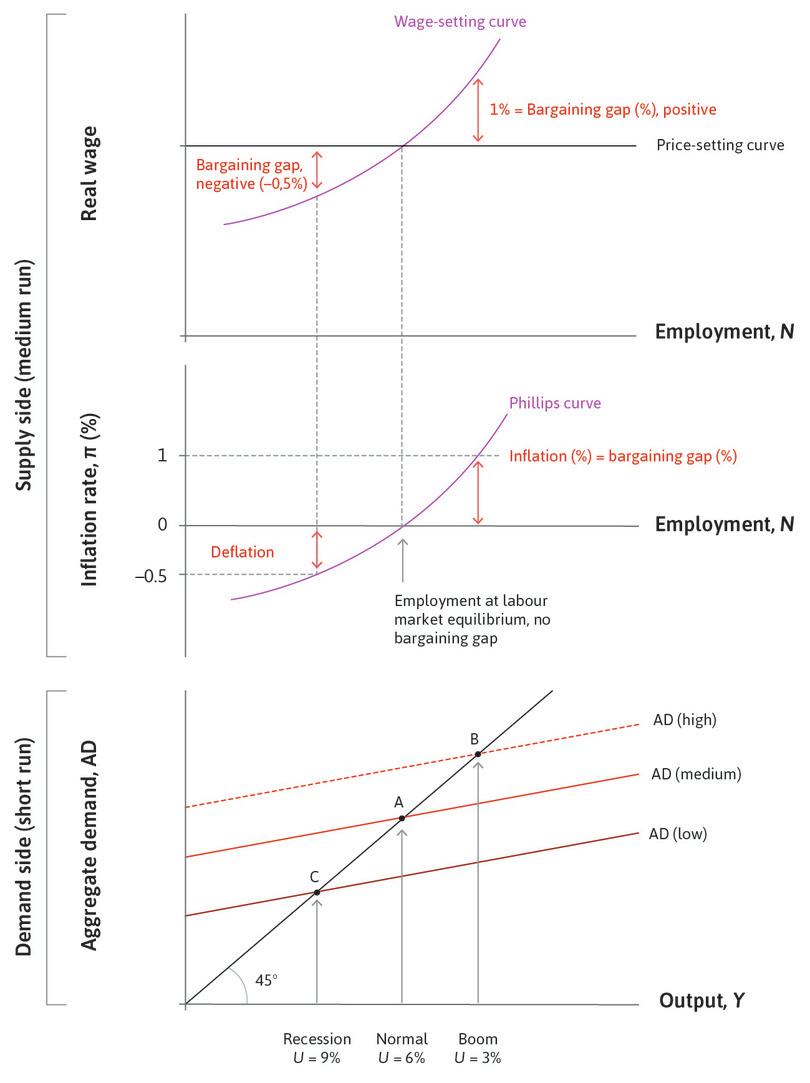 Wage-setting curve
1% = Bargaining gap (%), positive
Price-setting curve
Bargaining gap,
negative (–0,5%)
Real wage
Employment, N
Supply side (medium run)
Phillips curve
1
Inflation (%) = bargaining gap (%)
Inflation rate, π (%)
0
Employment, N
Deflation
–0.5
Employment at labour
market equilibrium, no
bargaining gap
AD (high)
B
AD (medium)
A
AD (low)
C
Demand side (short run)
Aggregate demand, AD
45°
Output, Y
Recession
U = 9%
Normal
U = 6%
Boom
U = 3%